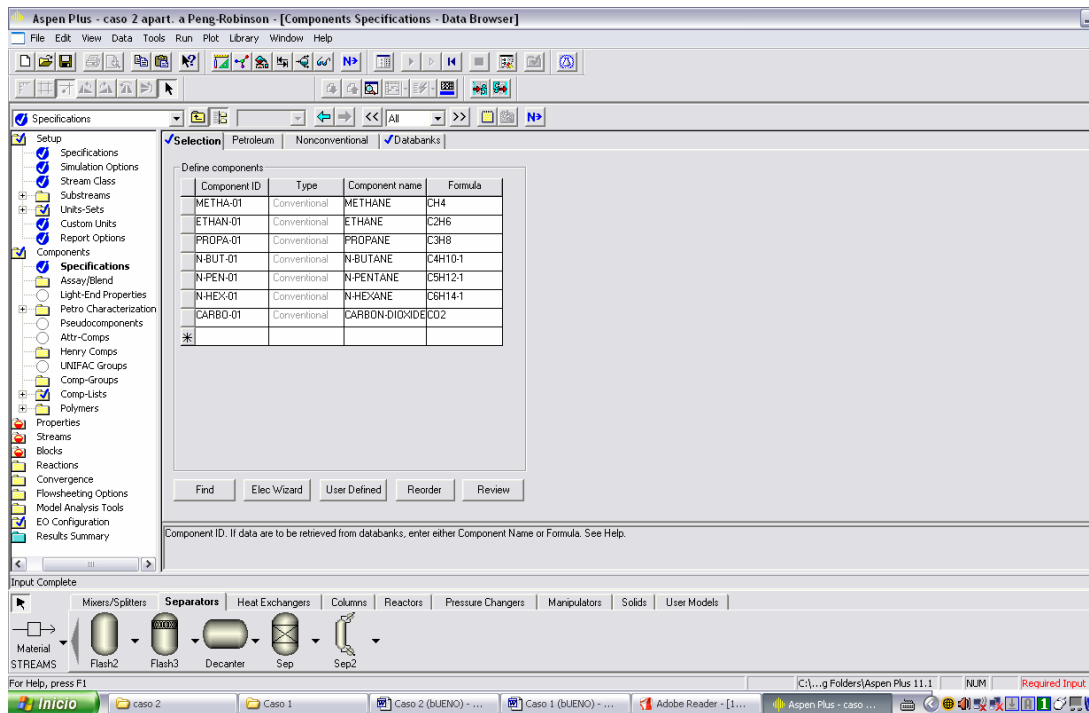 Aspen Plus - caso 2 apart. a Peng-Robinson - [Components Specifications - Data Browser]
File Edit View Data Tools Run Plot Library Window Help
N>
Specifications All << >> N>
Setup
Specifications
Simulation Options
Stream Class
Substreams
Units-Sets
Custom Units
Report Options
Components
Specifications
Assay/Blend
Light-End Properties
Petro Characterization
Pseudocomponents
Attr-Comps
Henry Comps
UNIFAC Groups
Comp-Groups
Comp-Lists
Polymers
Properties
Streams
Blocks
Reactions
Convergence
Flowsheeting Options
Model Analysis Tools
EO Configuration
Results Summary
Selection Petroleum Nonconventional Databanks
Define components
Component ID Type Component name Formula
METHA-01 Conventional METHANE CH4
ETHAN-01 Conventional ETHANE C2H6
PROPA-01 Conventional PROPANE C3H8
N-BUT-01 Conventional N-BUTANE C4H10-1
N-PEN-01 Conventional N-PENTANE C5H12-1
N-HEX-01 Conventional N-HEXANE C6H14-1
CARBO-01 Conventional CARBON-DIOXIDE CO2
*
Find Elec Wizard User Defined Reorder Review
Component ID. If data are to be retrieved from databanks, enter either Component Name or Formula. See Help.
Input Complete
Mixers/Splitters Separators Heat Exchangers Columns Reactors Pressure Changers Manipulators Solids User Models
Material
STREAMS Flash2 Flash3 Decanter Sep Sep2
For Help, press F1 C:\...g Folders\Aspen Plus 11.1 NUM Required Input
Inicio caso 2 Caso 1 Caso 2 (bUENO) - ... Caso 1 (bUENO) - ... Adobe Reader - [1... Aspen Plus - caso ...